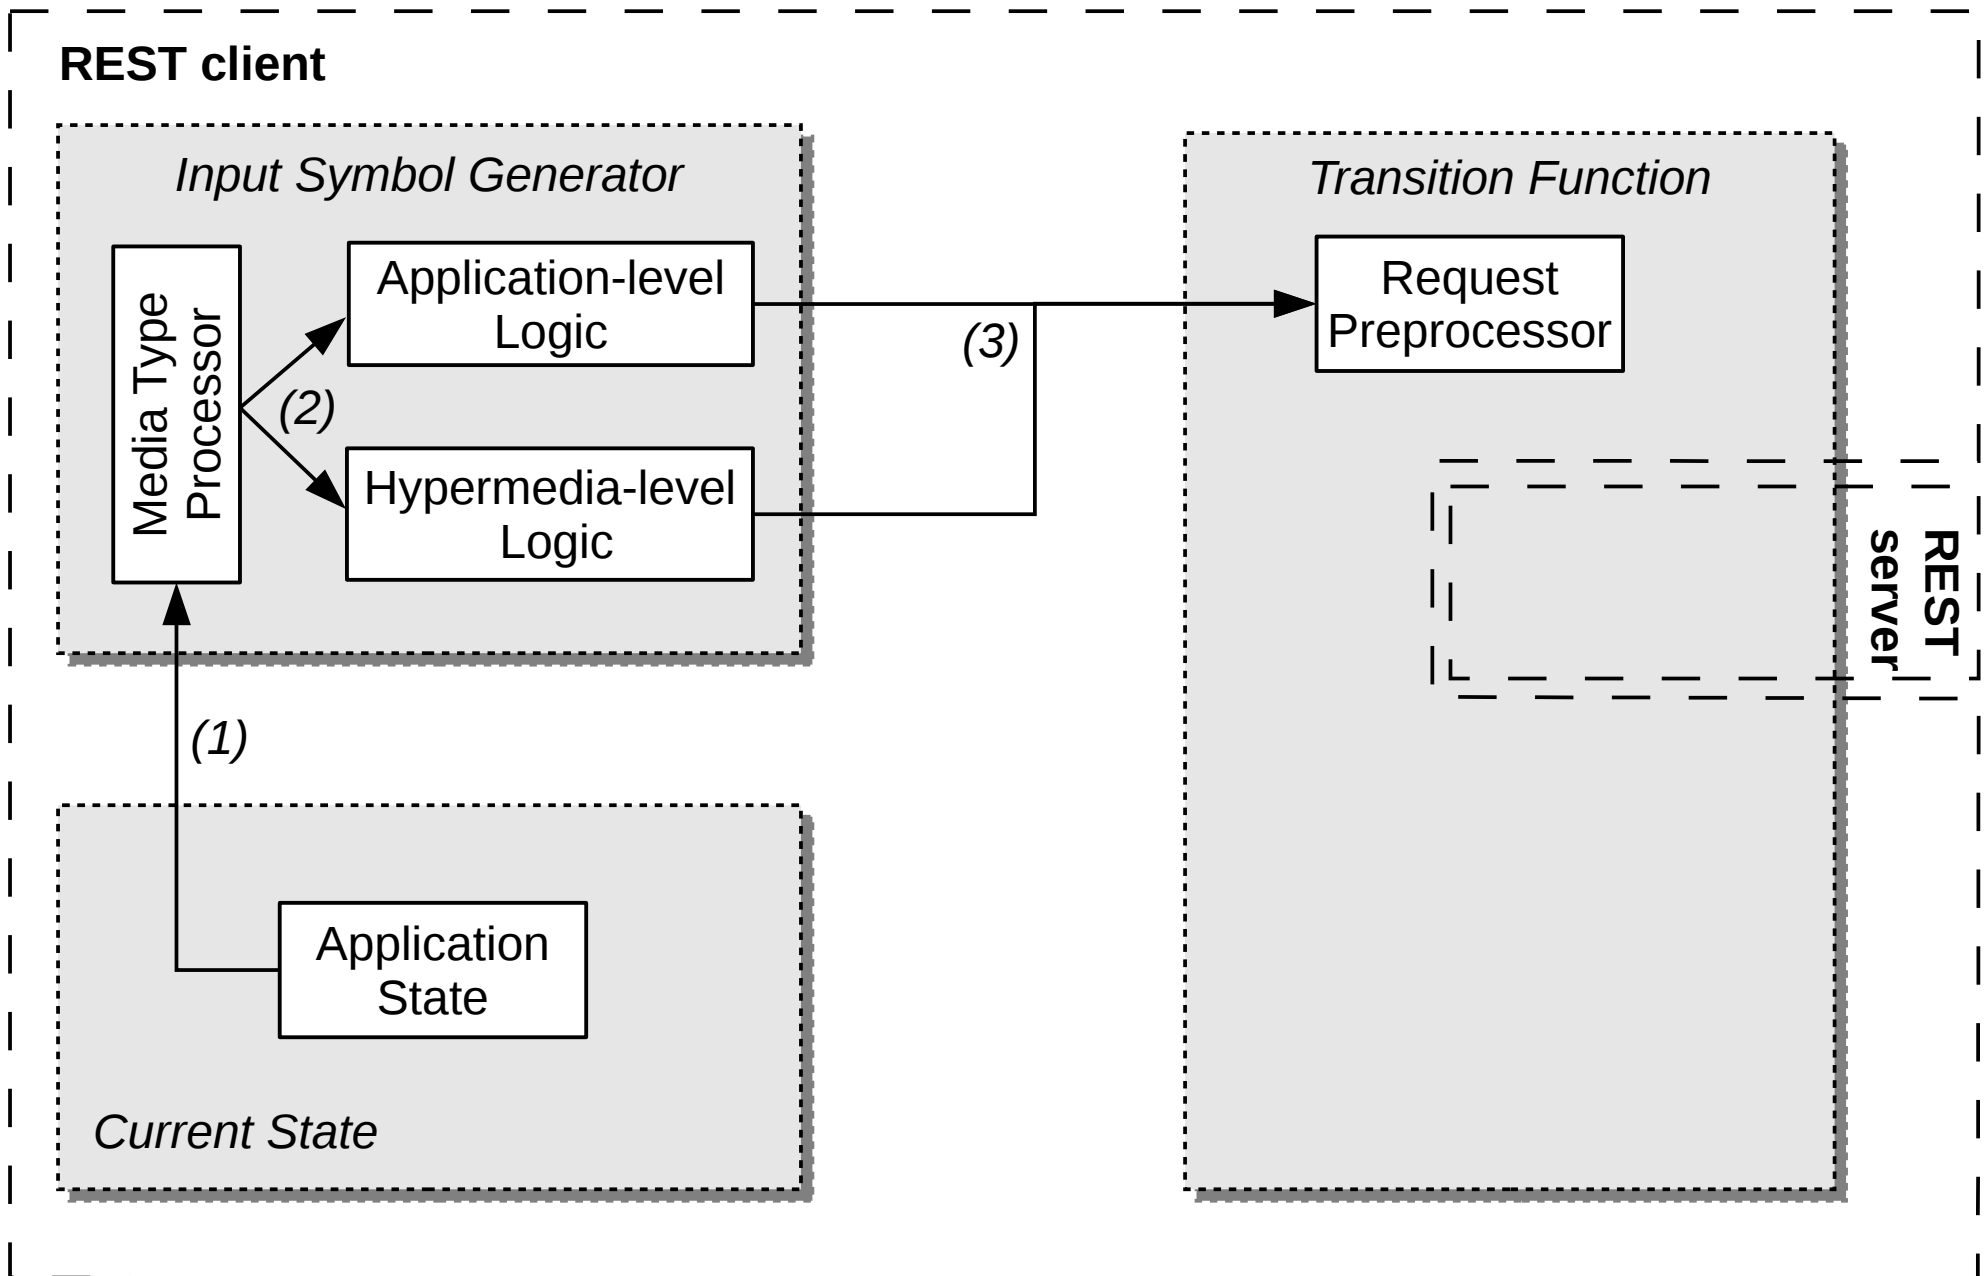 REST client
Input Symbol Generator
Transition Function
Media Type
Processor
Application-level
Logic
(2)
Hypermedia-level
Logic
(3)
Request
Preprocessor
REST
server
(1)
Application
State
Current State